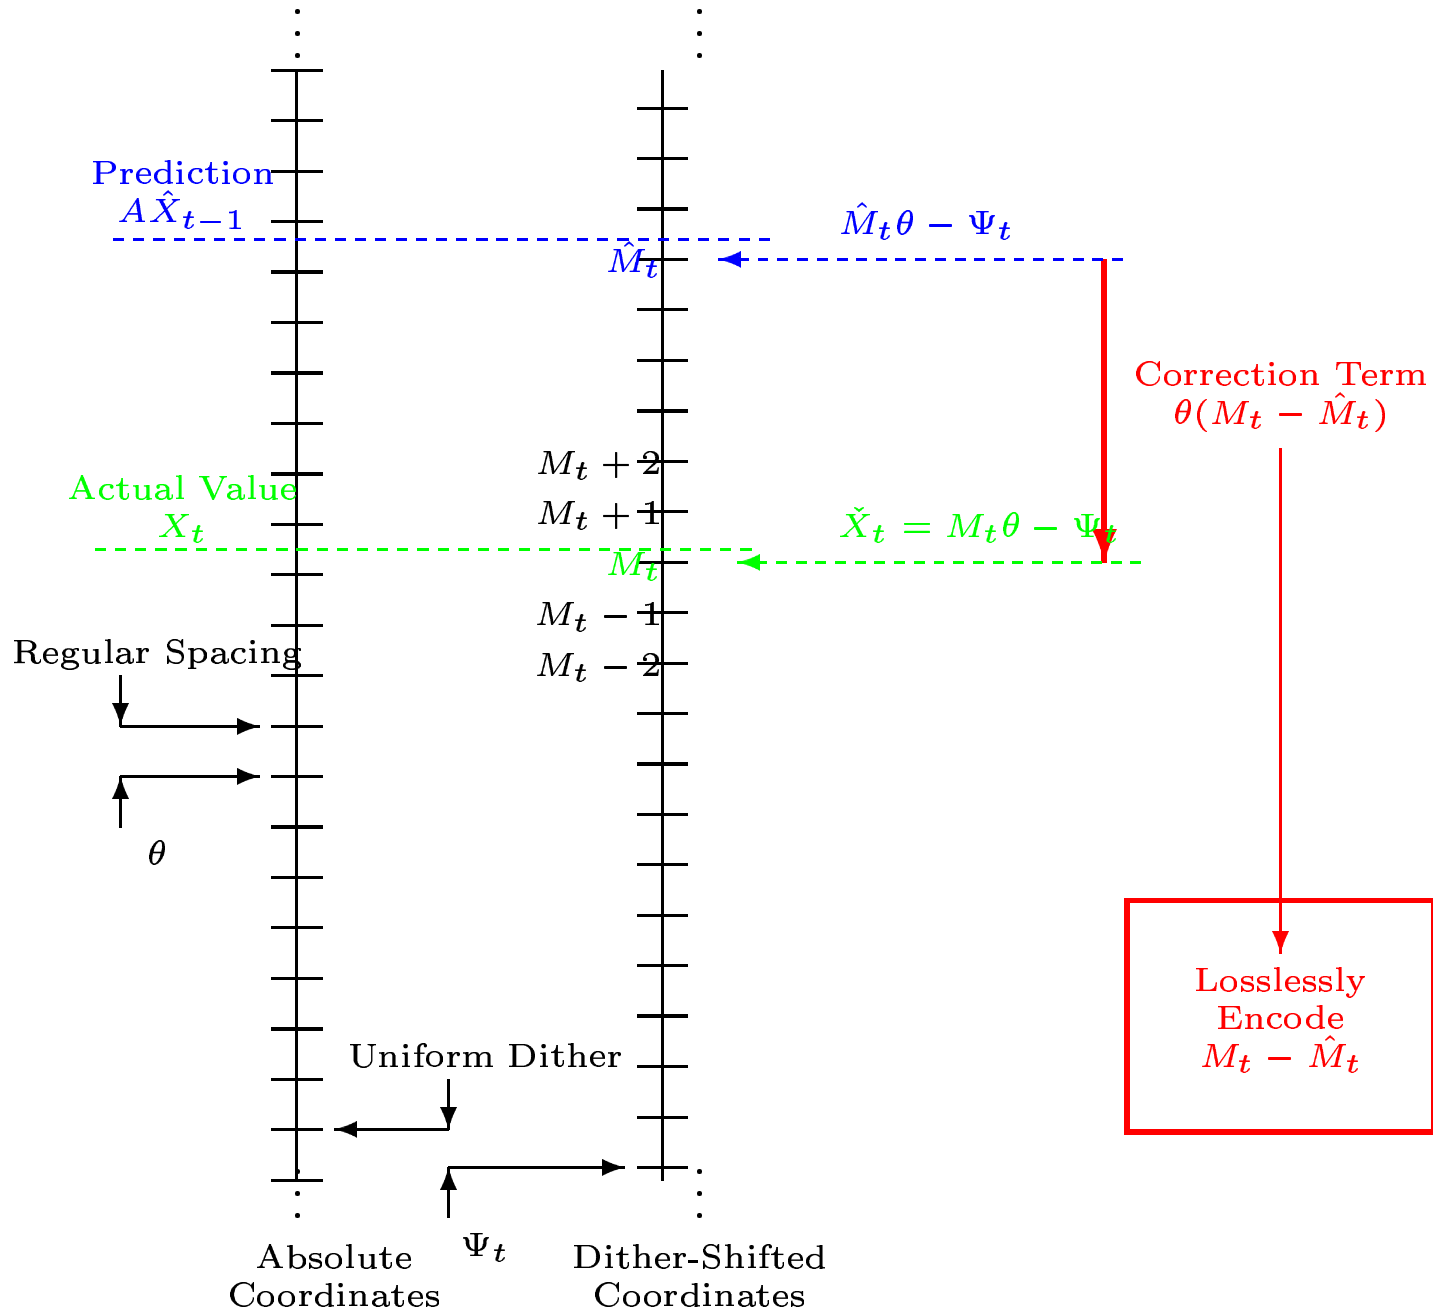 Prediction
$A\hat{X}_{t-1}$
$\hat{M}_t\theta - \Psi_t$
$\hat{M}_t$
Correction Term
$\theta(M_t - \hat{M}_t)$
$M_t + 2$
Actual Value
$X_t$
$M_t + 1$
$\check{X}_t = M_t\theta - \Psi_t$
$M_t$
$M_t - 1$
Regular Spacing
$M_t - 2$
$\theta$
Losslessly
Encode
$M_t - \hat{M}_t$
Uniform Dither
$\Psi_t$
Absolute
Coordinates
Dither-Shifted
Coordinates